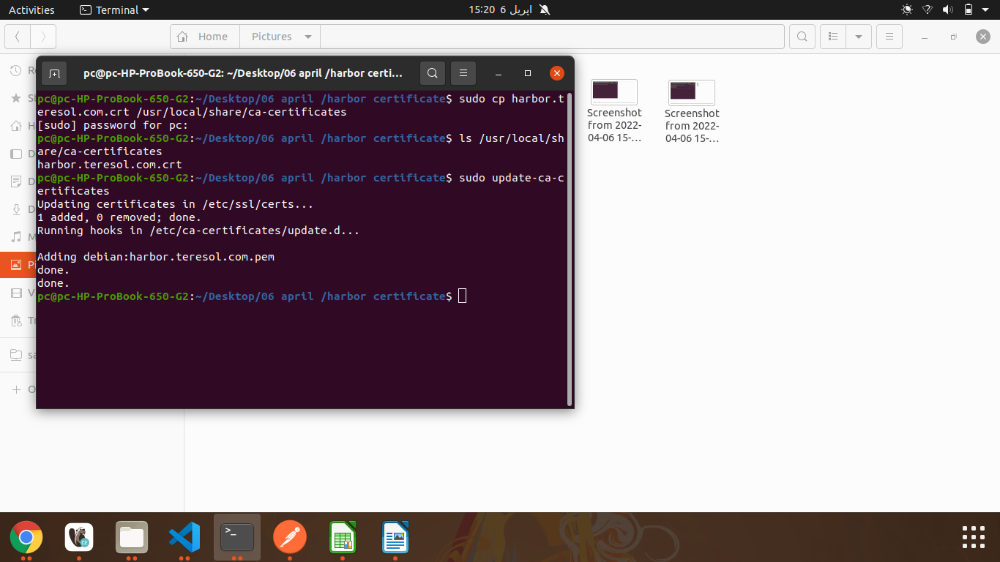 Activities
Terminal
15:20 6 اپریل
Home
Pictures
pc@pc-HP-ProBook-650-G2: ~/Desktop/06 april /harbor certi...
pc@pc-HP-ProBook-650-G2:~/Desktop/06 april /harbor certificate$ sudo cp harbor.t
eresol.com.crt /usr/local/share/ca-certificates
[sudo] password for pc:
pc@pc-HP-ProBook-650-G2:~/Desktop/06 april /harbor certificate$ ls /usr/local/sh
are/ca-certificates
harbor.teresol.com.crt
pc@pc-HP-ProBook-650-G2:~/Desktop/06 april /harbor certificate$ sudo update-ca-c
ertificates
Updating certificates in /etc/ssl/certs...
1 added, 0 removed; done.
Running hooks in /etc/ca-certificates/update.d...
Adding debian:harbor.teresol.com.pem
done.
done.
pc@pc-HP-ProBook-650-G2:~/Desktop/06 april /harbor certificate$
Screenshot
from 2022-
04-06 15-...
Screenshot
from 2022-
04-06 15-...